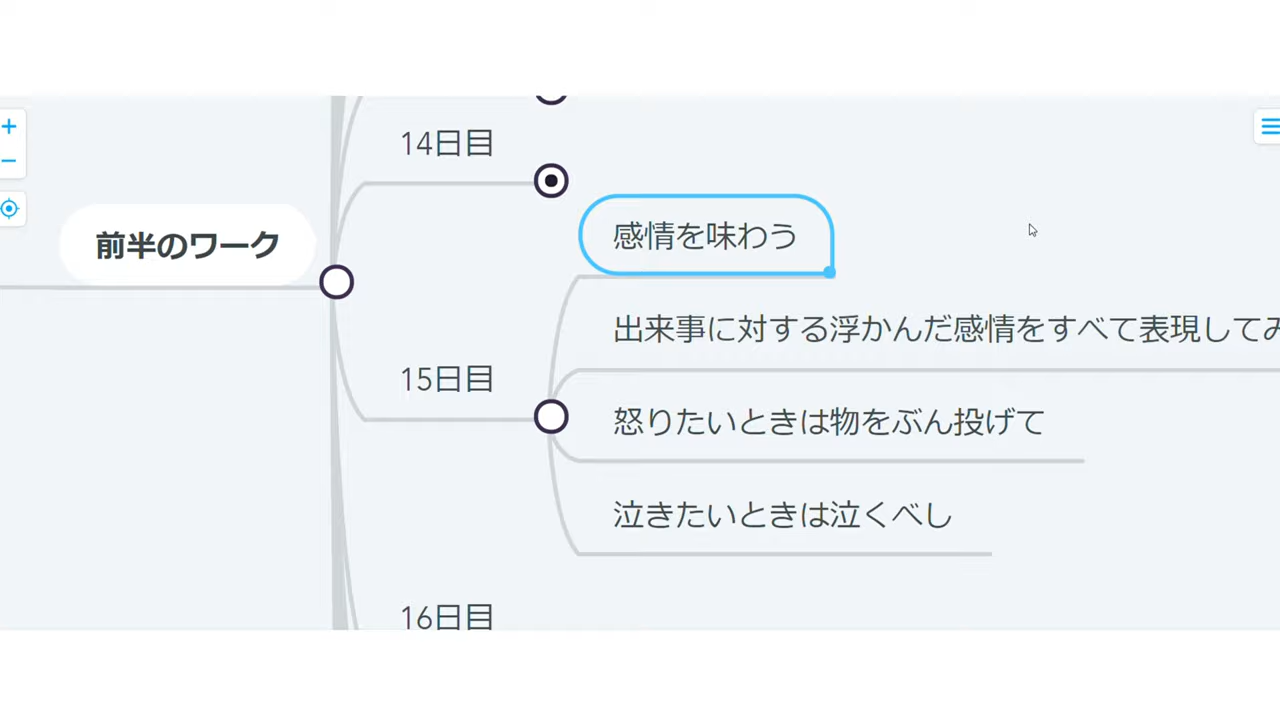 14日目
前半のワーク
感情を味わう
出来事に対する浮かんだ感情をすべて表現して
15日目
怒りたいときは物をぶん投げて
泣きたいときは泣くべし
16日目